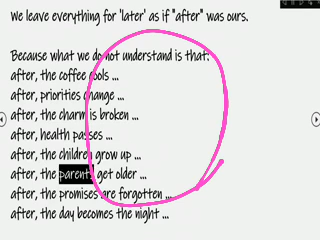 We leave everything for 'later' as if "after" was ours.
Because what we do not understand is that:
after, the coffee cools ...
after, priorities change ...
after, the charm is broken ...
after, health passes ...
after, the children grow up ...
after, the parents get older ...
after, the promises are forgotten ...
after, the day becomes the night ...